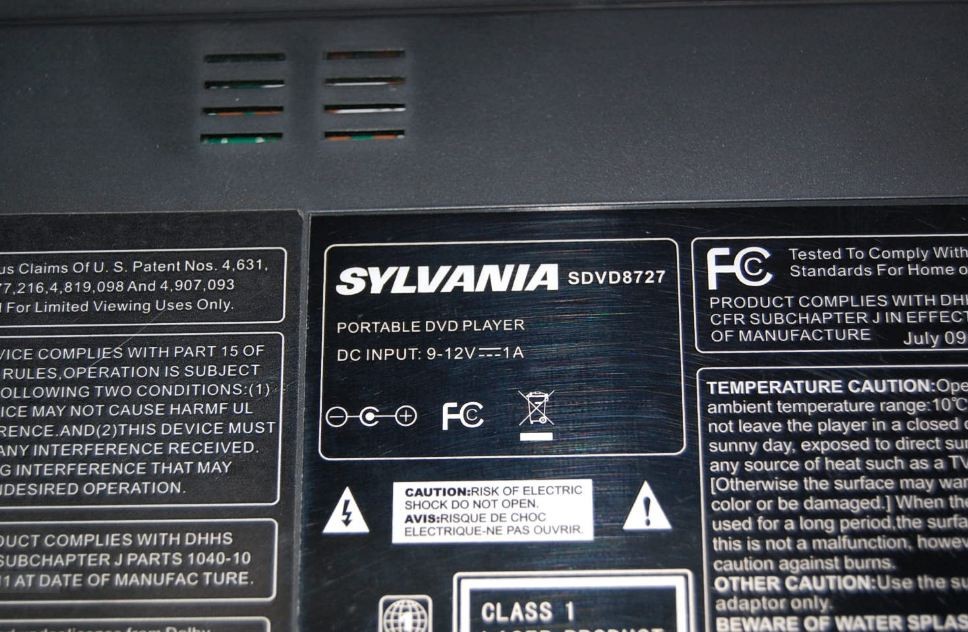 us Claims Of U. S. Patent Nos. 4,631,
77,216,4,819,098 And 4,907,093
For Limited Viewing Uses Only.
VICE COMPLIES WITH PART 15 OF
RULES,OPERATION IS SUBJECT
OLLOWING TWO CONDITIONS:(1)
ICE MAY NOT CAUSE HARMF UL
RENCE.AND(2)THIS DEVICE MUST
ANY INTERFERENCE RECEIVED.
G INTERFERENCE THAT MAY
NDESIRED OPERATION.
DUCT COMPLIES WITH DHHS
SUBCHAPTER J PARTS 1040-10
11 AT DATE OF MANUFAC TURE.
SYLVANIA SDVD8727
PORTABLE DVD PLAYER
DC INPUT: 9-12V 1A
FC
CAUTION:RISK OF ELECTRIC
SHOCK DO NOT OPEN.
AVIS:RISQUE DE CHOC
ELECTRIQUE-NE PAS OUVRIR.
1
CLASS 1
LASER PRODUCT
FC Tested To Comply With
Standards For Home o
PRODUCT COMPLIES WITH DHH
CFR SUBCHAPTER J IN EFFECT
OF MANUFACTURE July 09
TEMPERATURE CAUTION:Ope
ambient temperature range:10°C
not leave the player in a closed
sunny day, exposed to direct sun
any source of heat such as a TV
[Otherwise the surface may war
color or be damaged.] When the
used for a long period,the surfa
this is not a malfunction, howev
caution against burns.
OTHER CAUTION:Use the su
adaptor only.
BEWARE OF WATER SPLAS